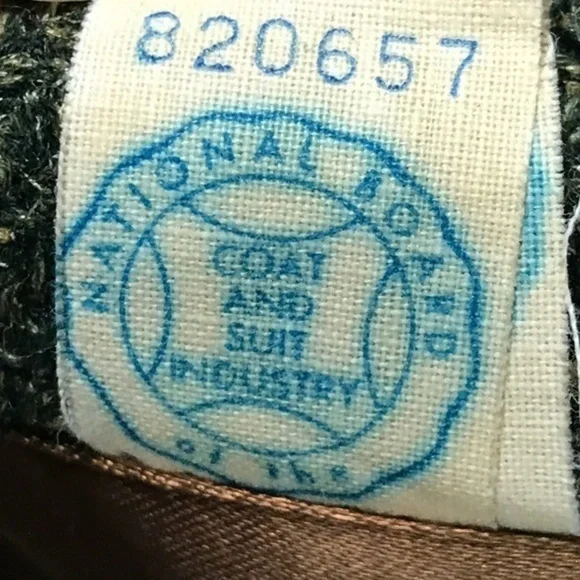 820657
NATIONAL BOARD
of the
COAT
AND
SUIT
INDUSTRY